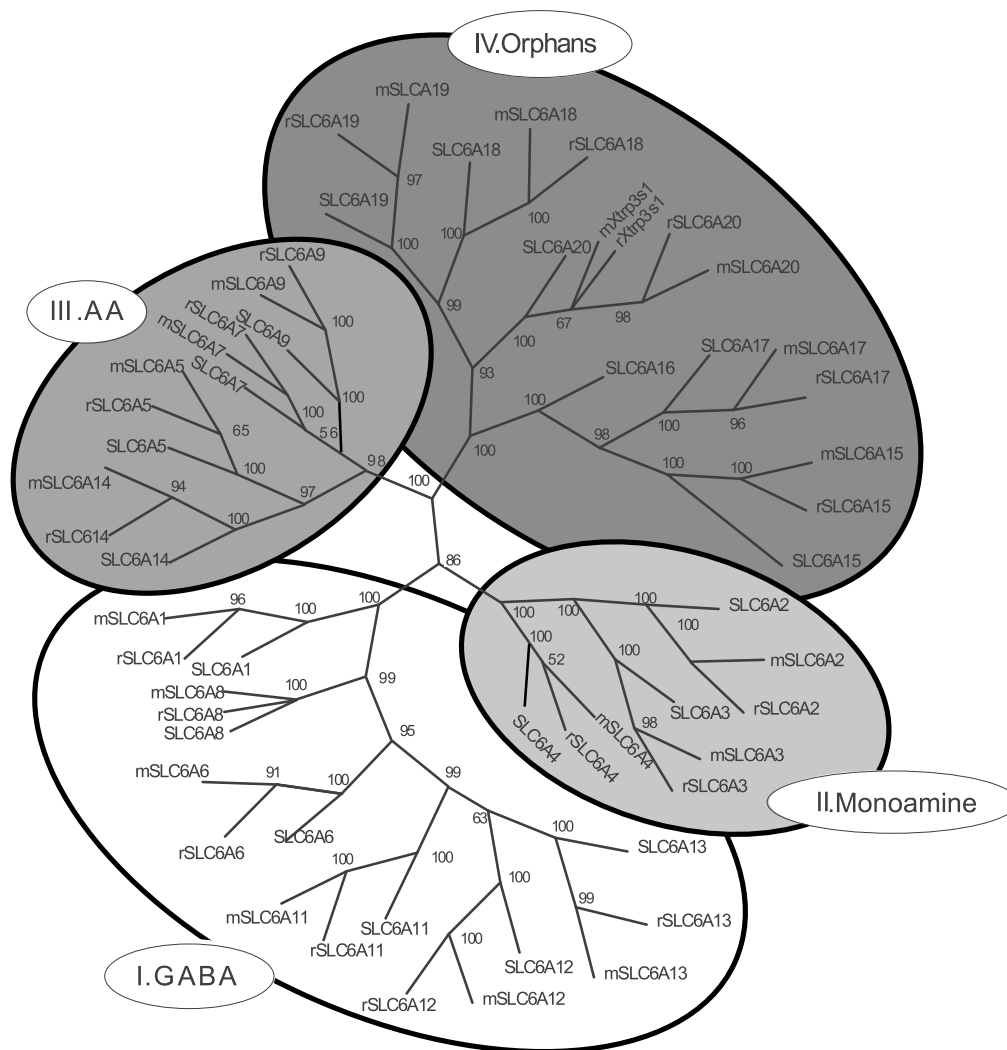 IV.Orphans
mSLCA19
rSLC6A19
mSLC6A18
SLC6A18
rSLC6A18
97
SLC6A19
100
mXtrp3s1
rXtrp3s1
rSLC6A20
100
100
SLC6A20
mSLC6A20
99
67
98
100
93
SLC6A17
mSLC6A17
SLC6A16
rSLC6A17
100
100
96
98
100
mSLC6A15
100
100
rSLC6A15
SLC6A15
III.AA
rSLC6A9
mSLC6A9
rSLC6A7
SLC6A9
100
mSLC6A7
SLC6A7
mSLC6A5
100
100
rSLC6A5
56
65
SLC6A5
98
100
100
mSLC6A14
94
97
rSLC614
100
SLC6A14
86
96
100
100
mSLC6A1
rSLC6A1
SLC6A1
mSLC6A8
100
99
rSLC6A8
SLC6A8
95
mSLC6A6
91
100
99
SLC6A6
rSLC6A6
63
100
SLC6A13
100
100
100
mSLC6A11
SLC6A11
99
rSLC6A13
rSLC6A11
100
SLC6A12
mSLC6A13
rSLC6A12
mSLC6A12
I.GABA
100
100
100
SLC6A2
100
100
52
100
mSLC6A2
SLC6A3
rSLC6A2
SLC6A4
rSLC6A4
mSLC6A4
98
mSLC6A3
rSLC6A3
II.Monoamine